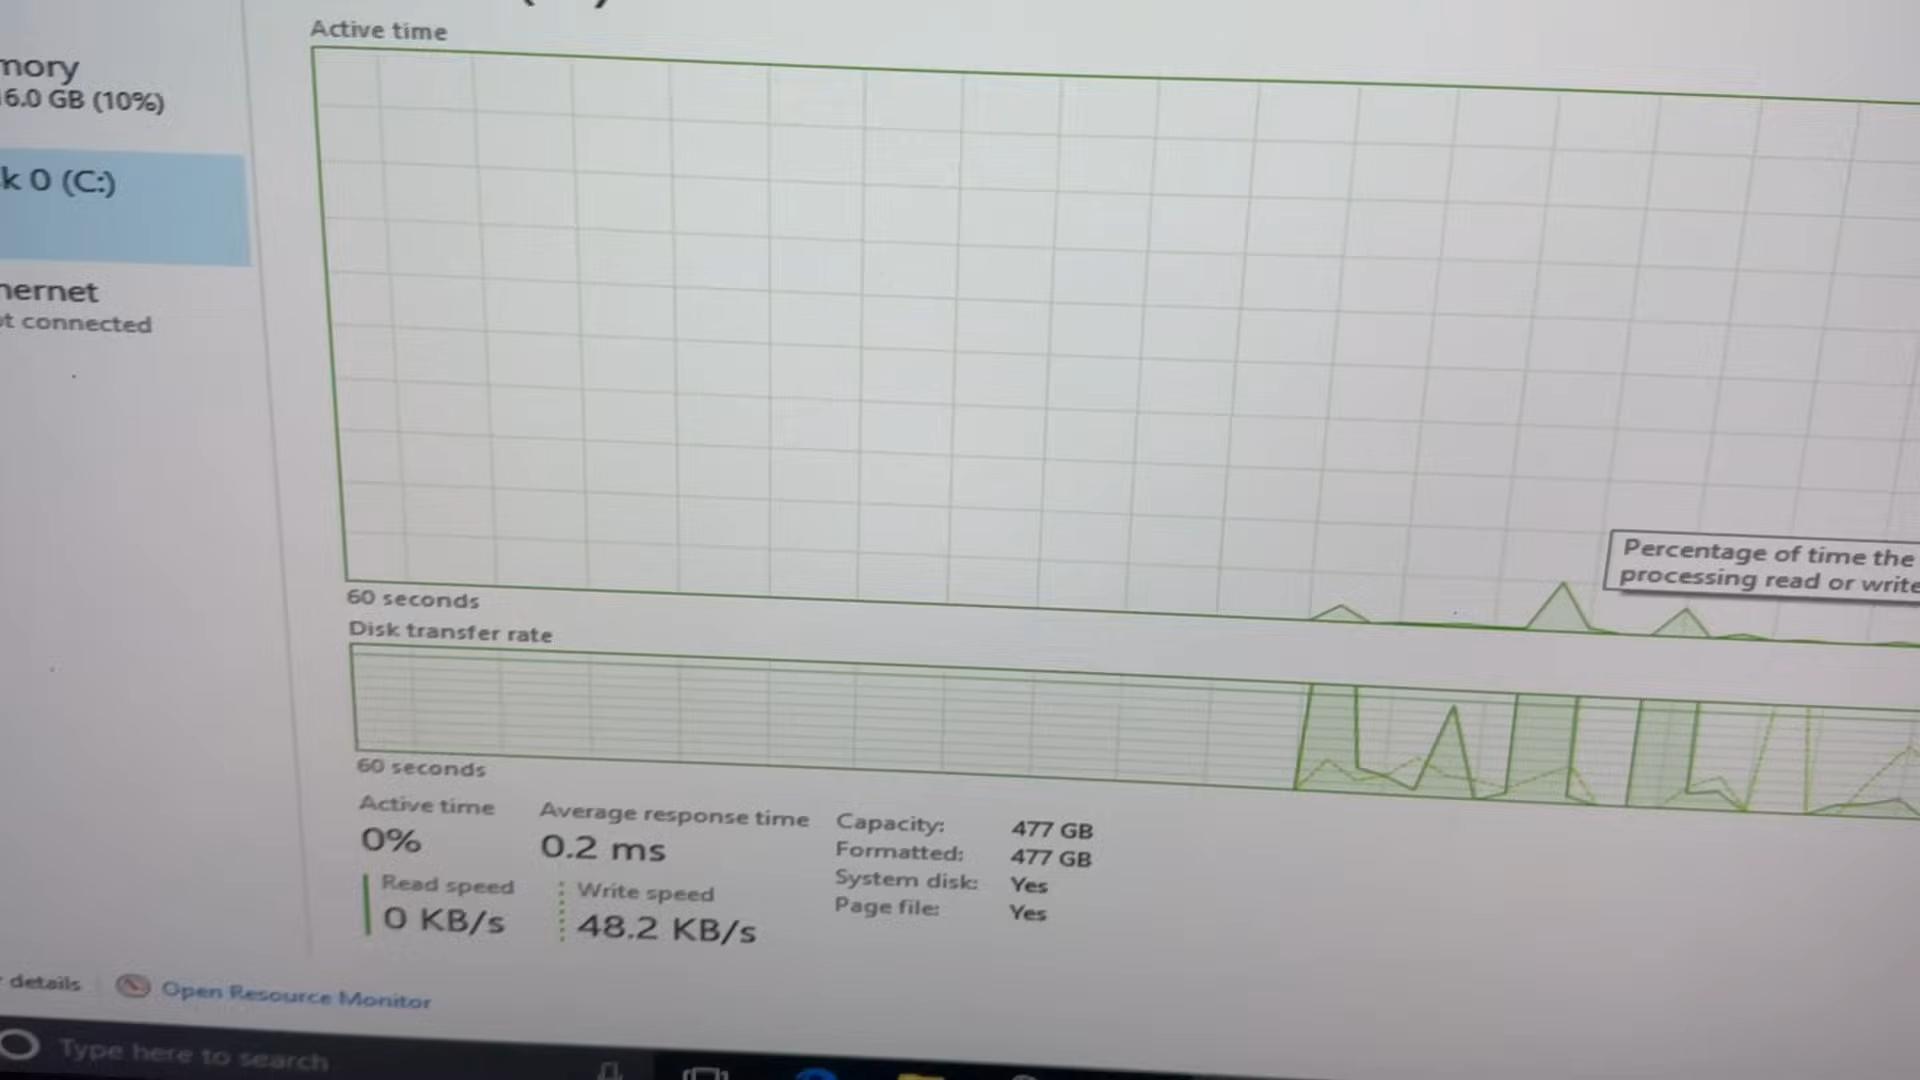 Active time
mory
6.0 GB (10%)
k 0 (C:)
hernet
ot connected
Percentage of time the
processing read or write
60 seconds
Disk transfer rate
60 seconds
Active time
0%
Average response time
0.2 ms
Read speed
0 KB/s
Write speed
48.2 KB/s
Capacity: 477 GB
Formatted: 477 GB
System disk: Yes
Page file: Yes
details
Open Resource Monitor
Type here to search